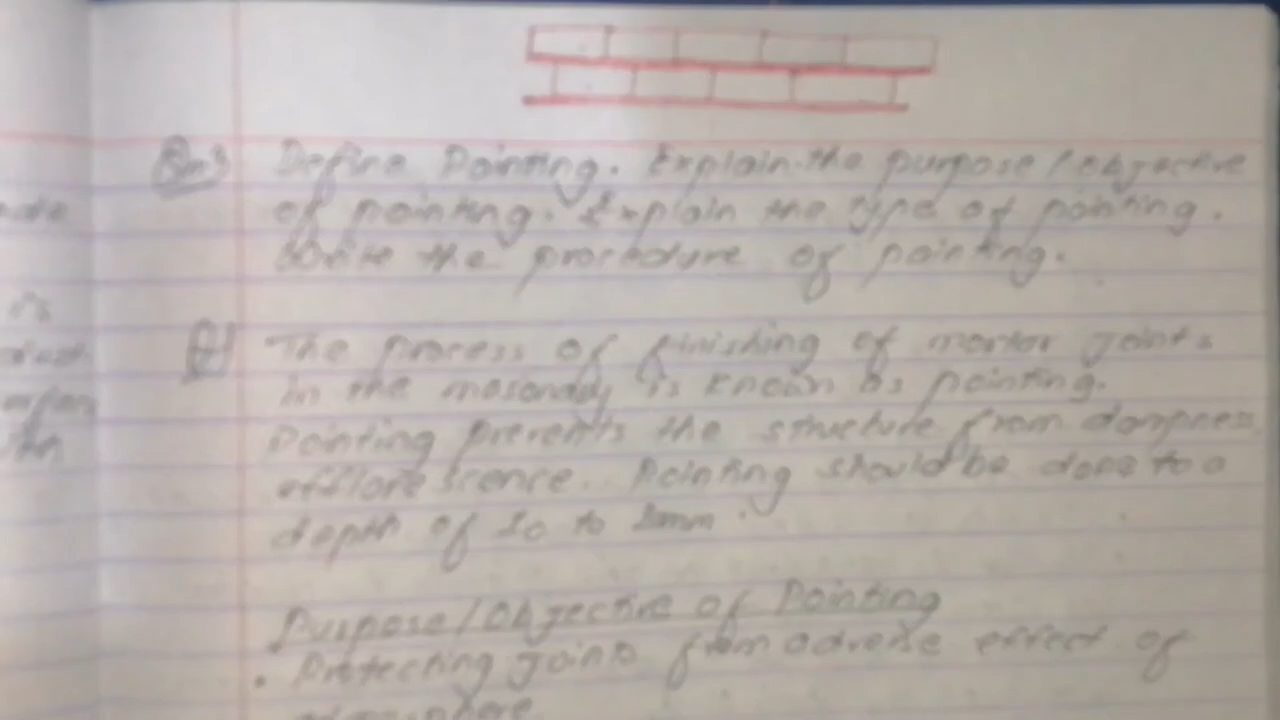 Qn3 Define Pointing. Explain the purpose/objective
of pointing. Explain the type of pointing.
Write the procedure of pointing.
The process of finishing of mortar joints
in the masonary is known as pointing.
Pointing prevents the structure from dampness,
efflorescence. Pointing should be done to a
depth of 10 to
Purpose/Objective of Pointing
• Protecting joints from adverse effect of
atmosphere